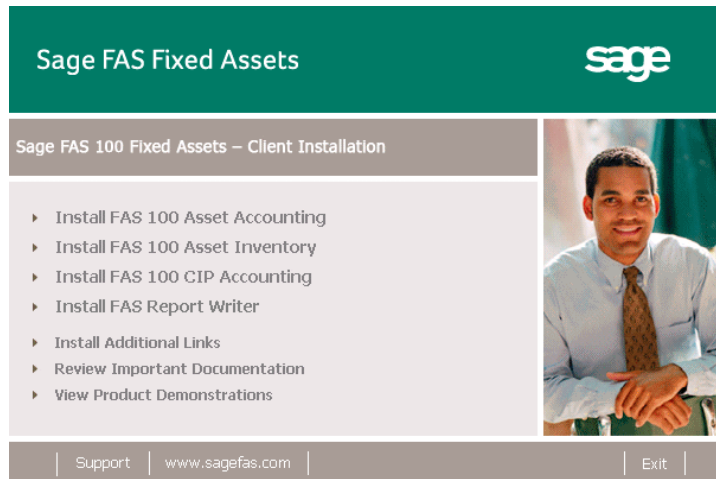 Sage FAS Fixed Assets
sage
Sage FAS 100 Fixed Assets – Client Installation
Install FAS 100 Asset Accounting
Install FAS 100 Asset Inventory
Install FAS 100 CIP Accounting
Install FAS Report Writer
Install Additional Links
Review Important Documentation
View Product Demonstrations
Support
www.sagefas.com
Exit